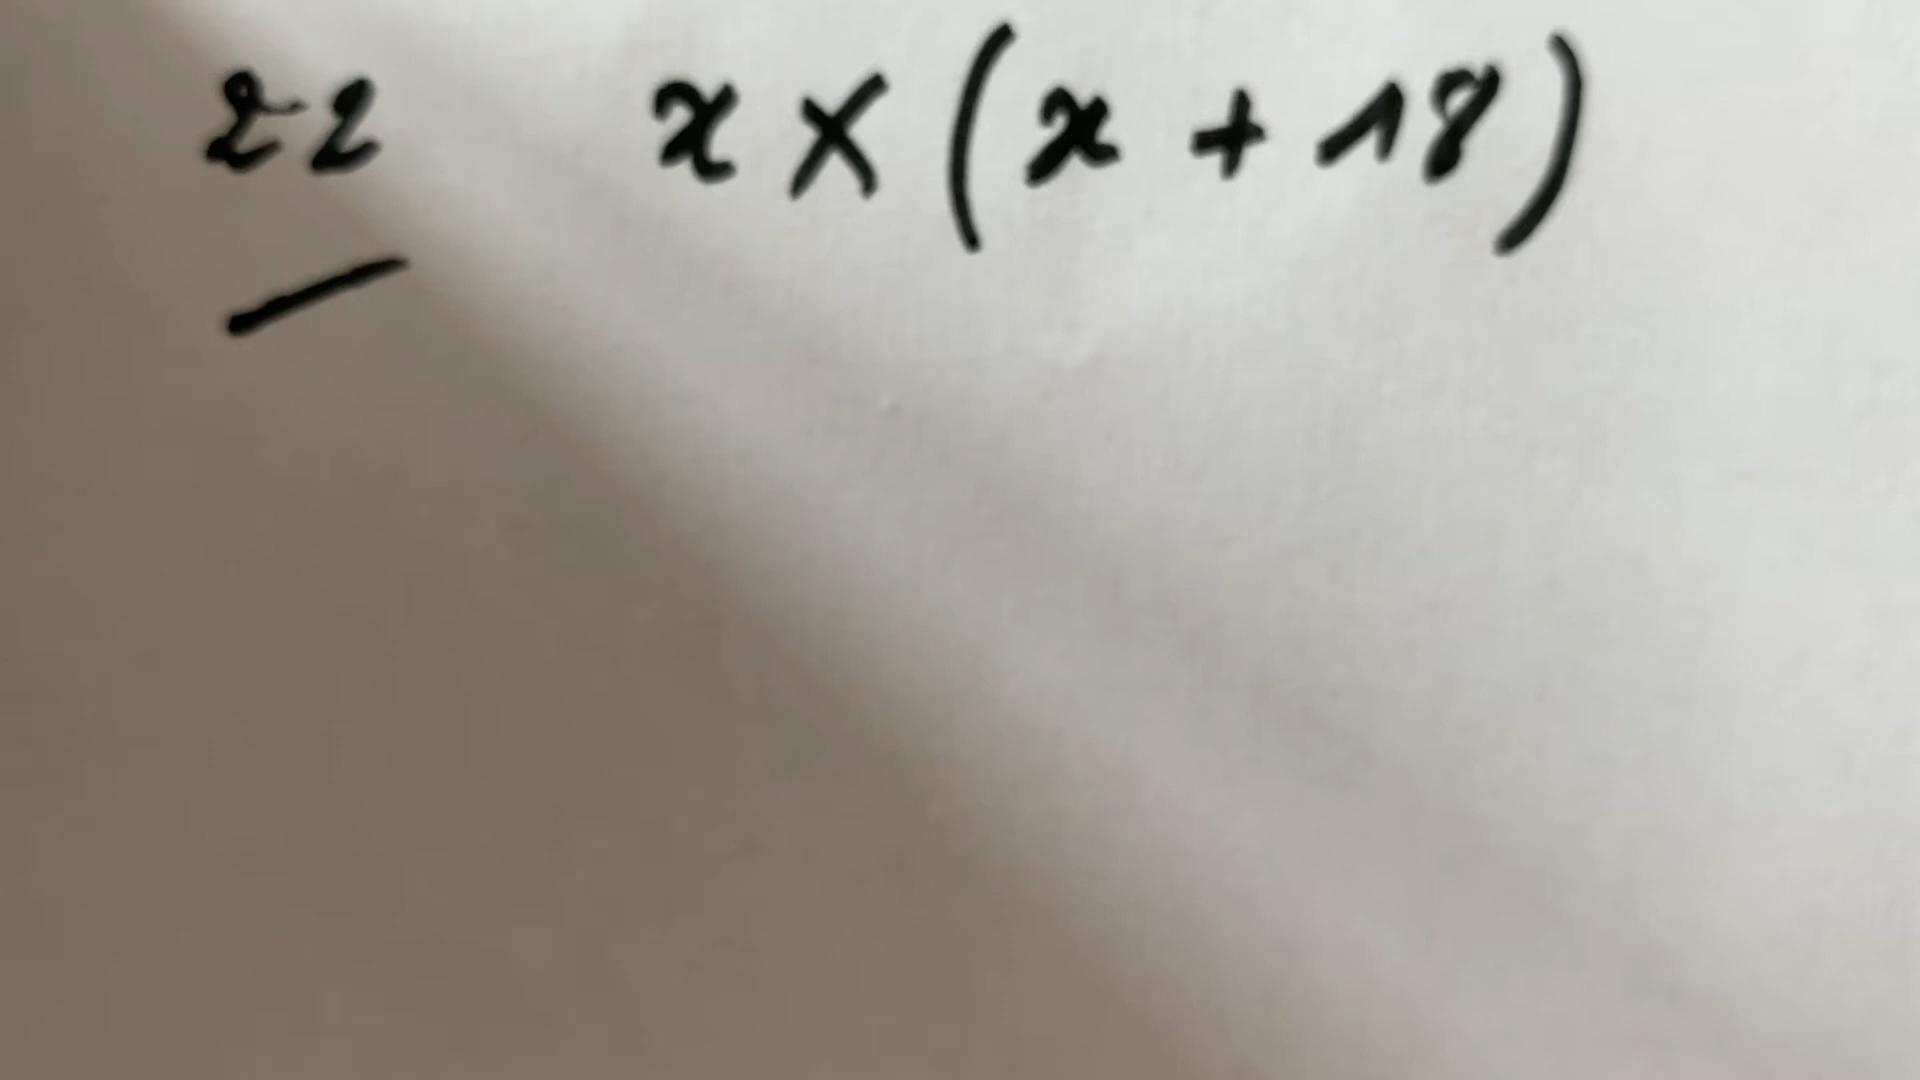 22 x × (x + 18)